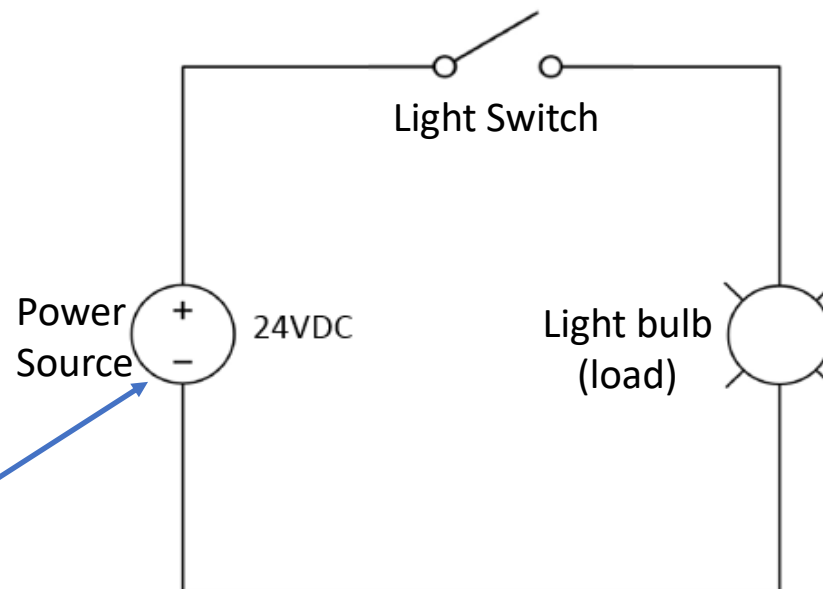 Light Switch
Power
Source
+
−
24VDC
Light bulb
(load)